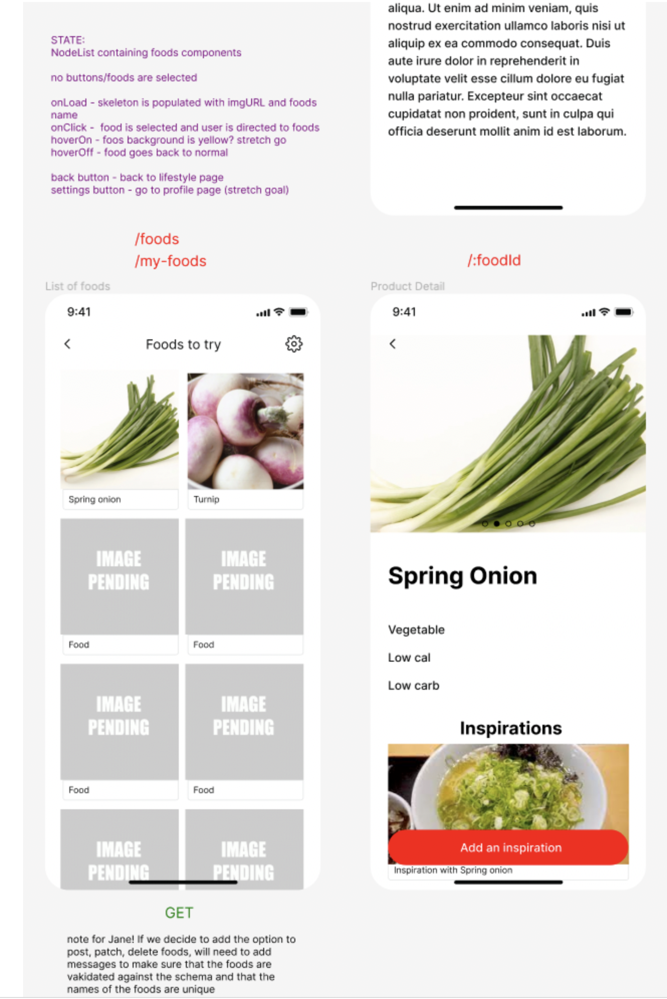 STATE:
NodeList containing foods components
no buttons/foods are selected
onLoad - skeleton is populated with imgURL and foods
name
onClick -  food is selected and user is directed to foods
hoverOn - foos background is yellow? stretch go
hoverOff - food goes back to normal
back button - back to lifestyle page
settings button - go to profile page (stretch goal)
/foods
/my-foods
List of foods
9:41
Foods to try
Spring onion
Turnip
IMAGE
PENDING
IMAGE
PENDING
Food
Food
IMAGE
PENDING
IMAGE
PENDING
Food
Food
IMAGE
PENDING
IMAGE
PENDING
GET
note for Jane! If we decide to add the option to
post, patch, delete foods, will need to add
messages to make sure that the foods are
vakidated against the schema and that the
names of the foods are unique
aliqua. Ut enim ad minim veniam, quis
nostrud exercitation ullamco laboris nisi ut
aliquip ex ea commodo consequat. Duis
aute irure dolor in reprehenderit in
voluptate velit esse cillum dolore eu fugiat
nulla pariatur. Excepteur sint occaecat
cupidatat non proident, sunt in culpa qui
officia deserunt mollit anim id est laborum.
/:foodId
Product Detail
9:41
Spring Onion
Vegetable
Low cal
Low carb
Inspirations
Add an inspiration
Inspiration with Spring onion